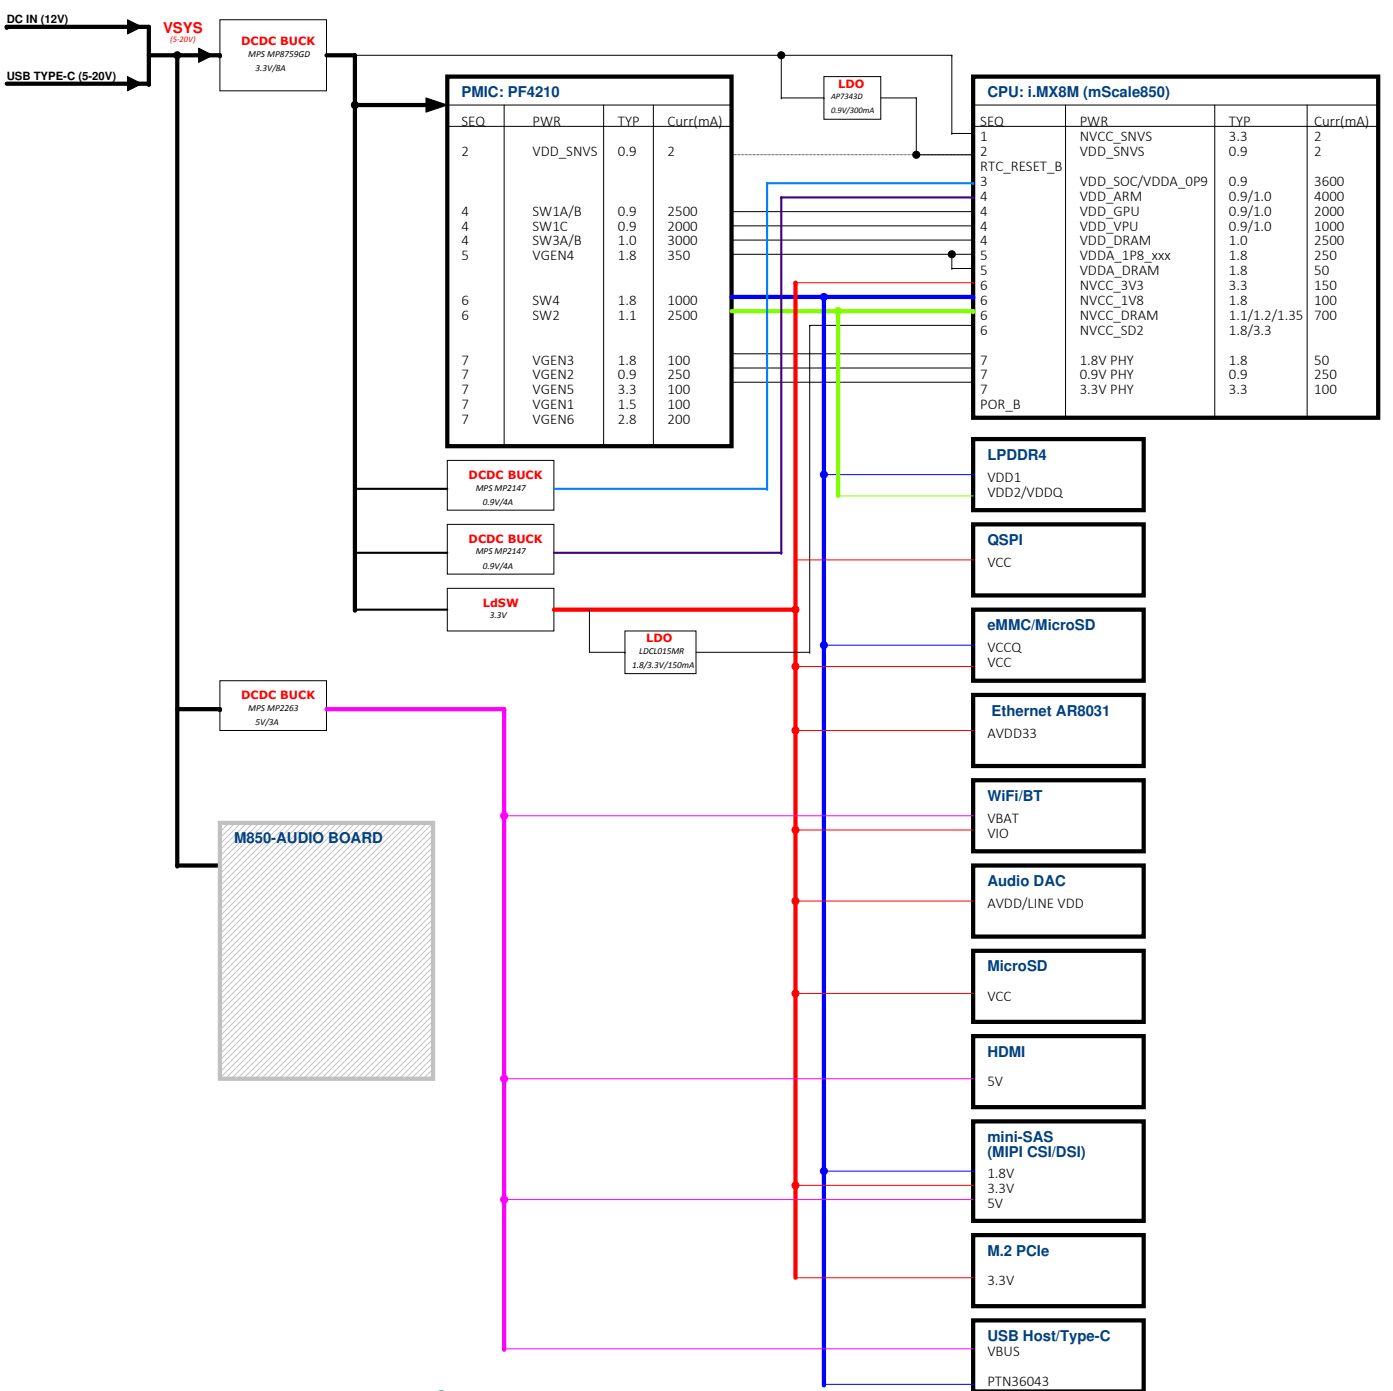 DC IN (12V)
USB TYPE-C (5-20V)
VSYS
(5-20V)
DCDC BUCK
MPS MP8759GD
3.3V/8A
PMIC: PF4210
SEQ PWR TYP Curr(mA)
2 VDD_SNVS 0.9 2
4 SW1A/B 0.9 2500
4 SW1C 0.9 2000
4 SW3A/B 1.0 3000
5 VGEN4 1.8 350
6 SW4 1.8 1000
6 SW2 1.1 2500
7 VGEN3 1.8 100
7 VGEN2 0.9 250
7 VGEN5 3.3 100
7 VGEN1 1.5 100
7 VGEN6 2.8 200
LDO
AP7343D
0.9V/300mA
CPU: i.MX8M (mScale850)
SEQ PWR TYP Curr(mA)
1 NVCC_SNVS 3.3 2
2 VDD_SNVS 0.9 2
RTC_RESET_B
3 VDD_SOC/VDDA_0P9 0.9 3600
4 VDD_ARM 0.9/1.0 4000
4 VDD_GPU 0.9/1.0 2000
4 VDD_VPU 0.9/1.0 1000
4 VDD_DRAM 1.0 2500
5 VDDA_1P8_xxx 1.8 250
5 VDDA_DRAM 1.8 50
6 NVCC_3V3 3.3 150
6 NVCC_1V8 1.8 100
6 NVCC_DRAM 1.1/1.2/1.35 700
6 NVCC_SD2 1.8/3.3
7 1.8V PHY 1.8 50
7 0.9V PHY 0.9 250
7 3.3V PHY 3.3 100
POR_B
DCDC BUCK
MPS MP2147
0.9V/4A
DCDC BUCK
MPS MP2147
0.9V/4A
LdSW
3.3V
LDO
LDCL015MR
1.8/3.3V/150mA
DCDC BUCK
MPS MP2263
5V/3A
M850-AUDIO BOARD
LPDDR4
VDD1
VDD2/VDDQ
QSPI
VCC
eMMC/MicroSD
VCCQ
VCC
Ethernet AR8031
AVDD33
WiFi/BT
VBAT
VIO
Audio DAC
AVDD/LINE VDD
MicroSD
VCC
HDMI
5V
mini-SAS
(MIPI CSI/DSI)
1.8V
3.3V
5V
M.2 PCIe
3.3V
USB Host/Type-C
VBUS
PTN36043